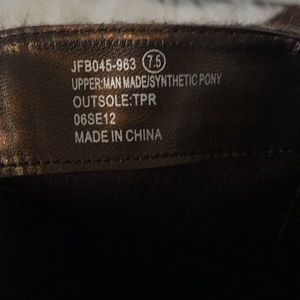 JFB045-963 7.5
UPPER:MAN MADE/SYNTHETIC PONY
OUTSOLE:TPR
06SE12
MADE IN CHINA